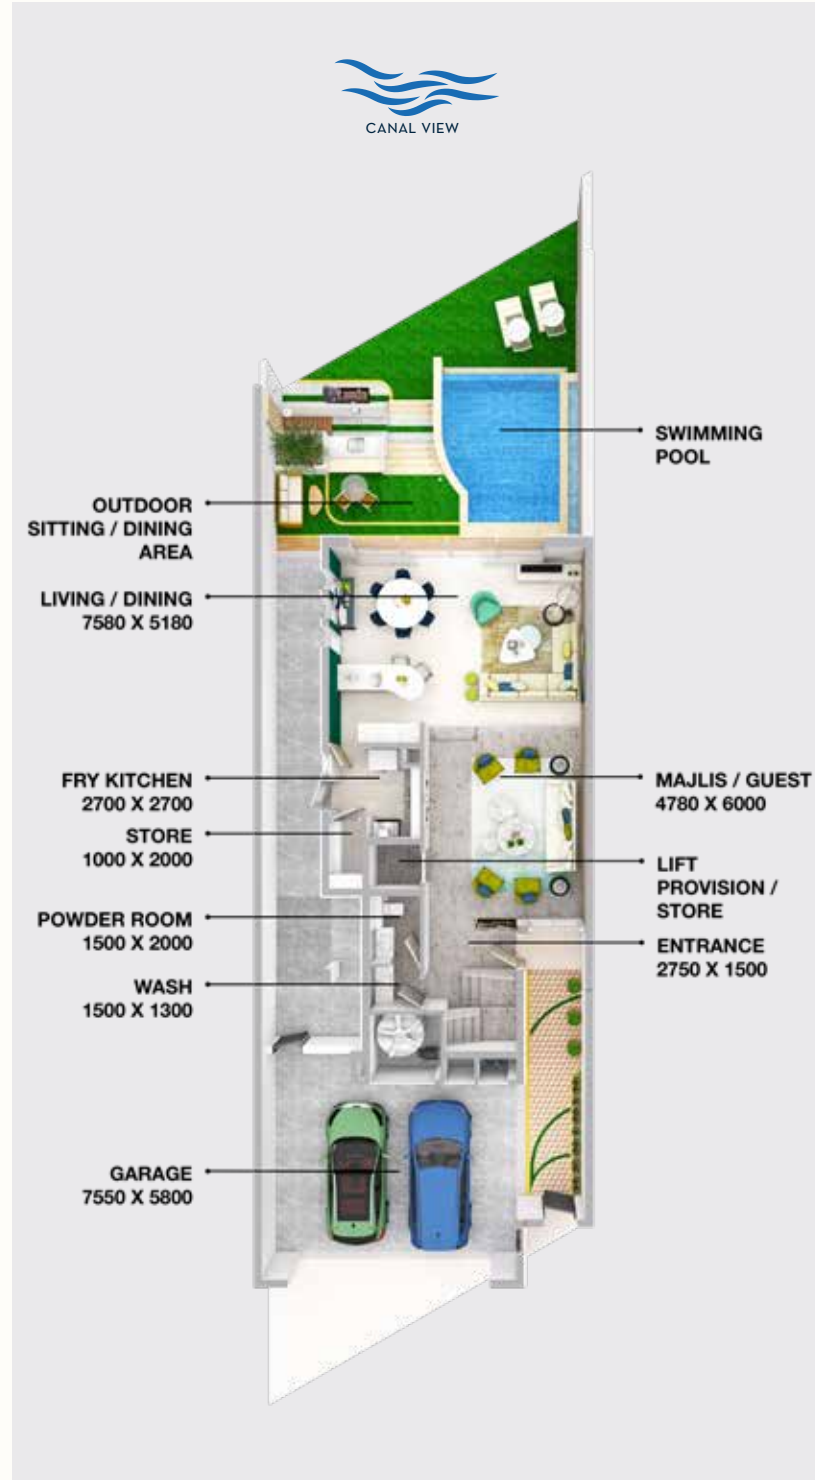 CANAL VIEW
SWIMMING
POOL
OUTDOOR
SITTING / DINING
AREA
LIVING / DINING
7580 X 5180
FRY KITCHEN
2700 X 2700
MAJLIS / GUEST
4780 X 6000
STORE
1000 X 2000
LIFT
PROVISION /
STORE
POWDER ROOM
1500 X 2000
ENTRANCE
2750 X 1500
WASH
1500 X 1300
GARAGE
7550 X 5800